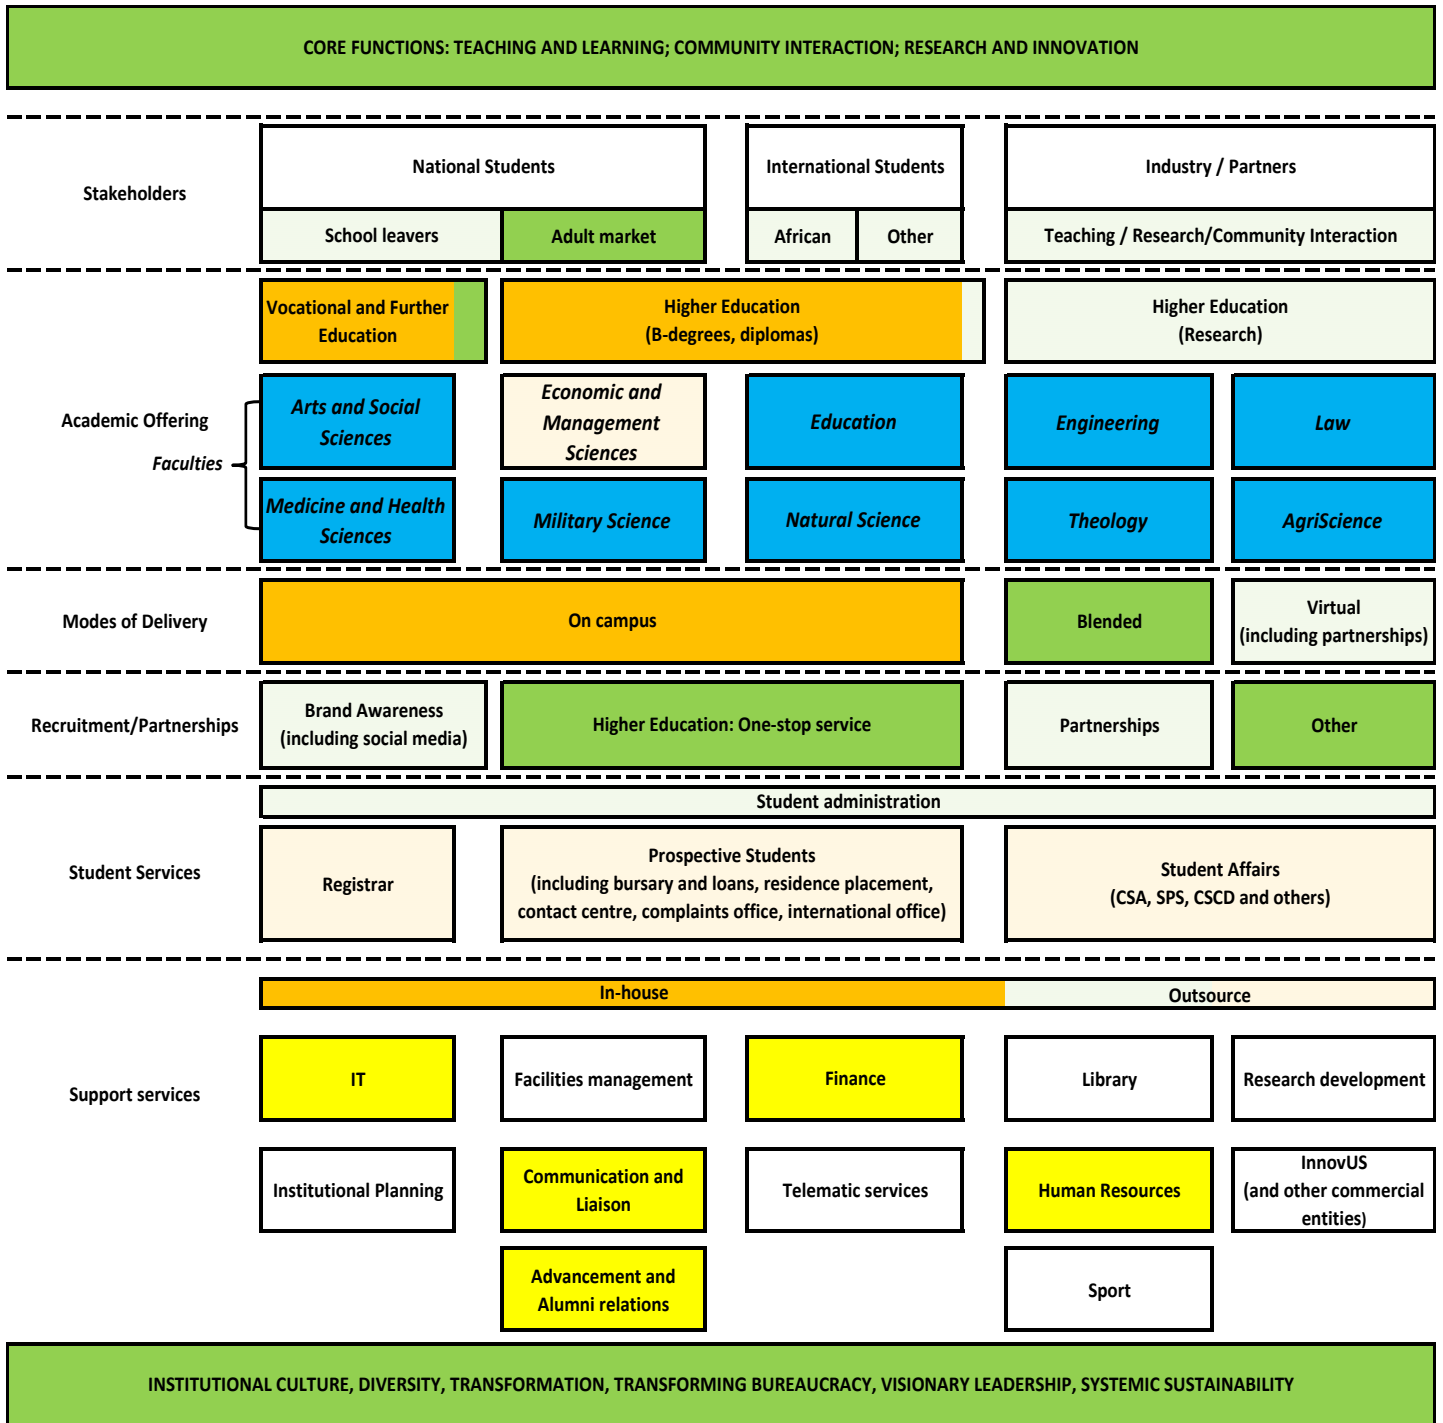 CORE FUNCTIONS: TEACHING AND LEARNING; COMMUNITY INTERACTION; RESEARCH AND INNOVATION
Stakeholders
National Students
International Students
Industry / Partners
School leavers
Adult market
African
Other
Teaching / Research/Community Interaction
Academic Offering
Faculties
Vocational and Further
Education
Higher Education
(B-degrees, diplomas)
Higher Education
(Research)
Arts and Social
Sciences
Economic and
Management
Sciences
Education
Engineering
Law
Medicine and Health
Sciences
Military Science
Natural Science
Theology
AgriScience
Modes of Delivery
On campus
Blended
Virtual
(including partnerships)
Recruitment/Partnerships
Brand Awareness
(including social media)
Higher Education: One-stop service
Partnerships
Other
Student Services
Student administration
Registrar
Prospective Students
(including bursary and loans, residence placement,
contact centre, complaints office, international office)
Student Affairs
(CSA, SPS, CSCD and others)
Support services
In-house
Outsource
IT
Facilities management
Finance
Library
Research development
Institutional Planning
Communication and
Liaison
Telematic services
Human Resources
InnovUS
(and other commercial
entities)
Advancement and
Alumni relations
Sport
INSTITUTIONAL CULTURE, DIVERSITY, TRANSFORMATION, TRANSFORMING BUREAUCRACY, VISIONARY LEADERSHIP, SYSTEMIC SUSTAINABILITY